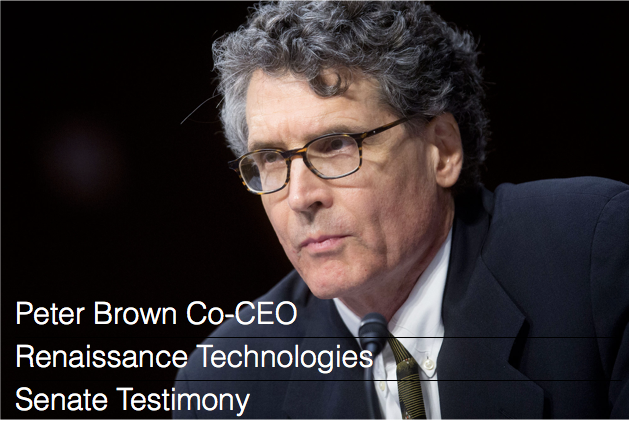 Peter Brown Co-CEO
Renaissance Technologies
Senate Testimony